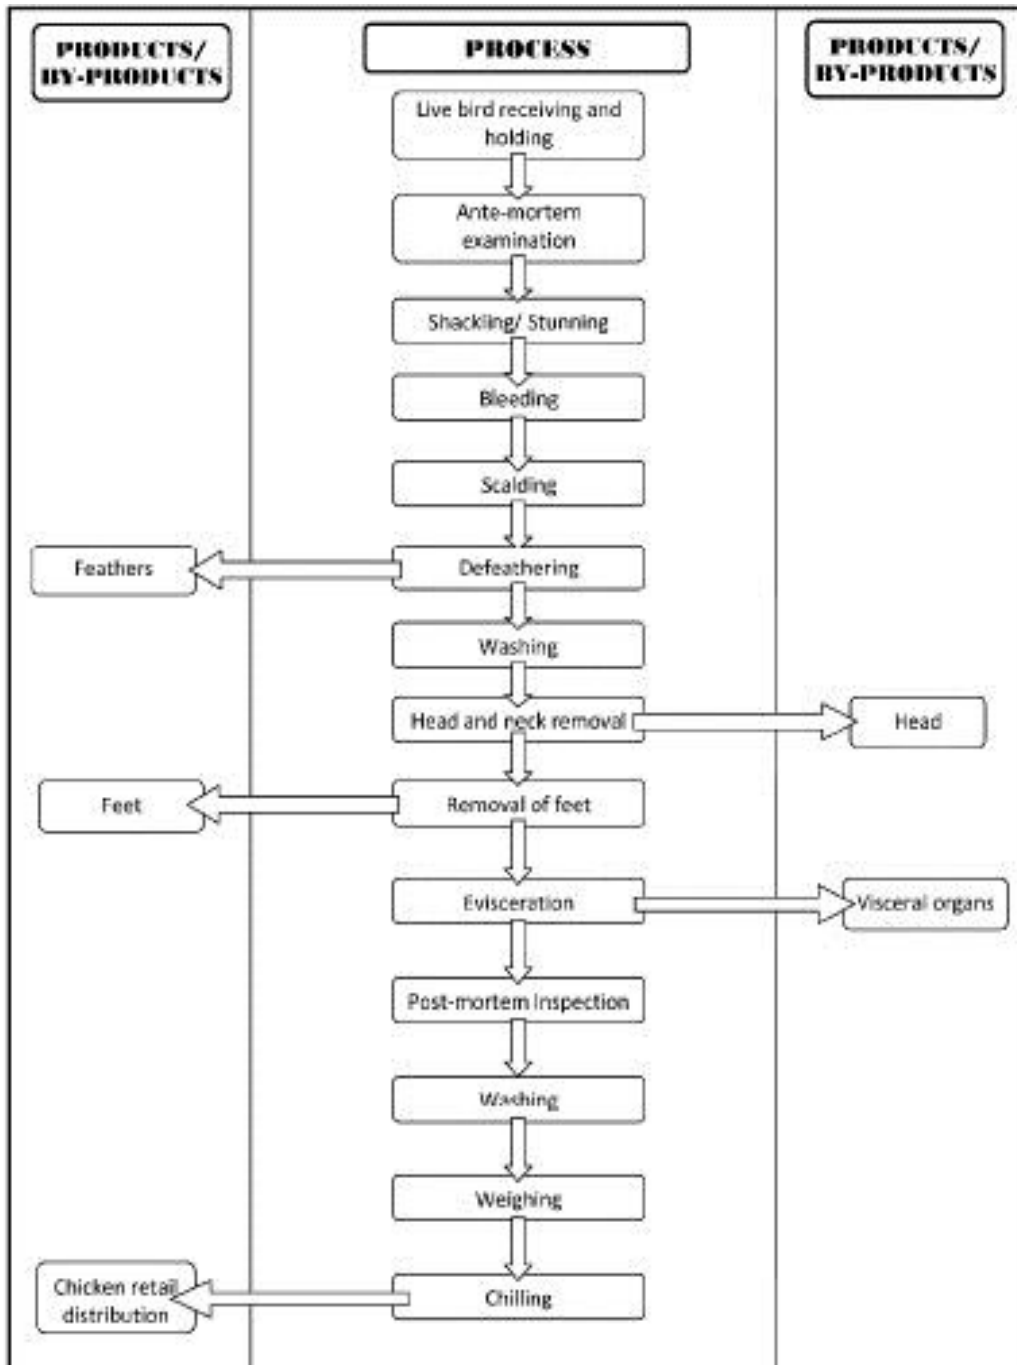 PRODUCTS/
BY-PRODUCTS
PROCESS
PRODUCTS/
BY-PRODUCTS
Live bird receiving and
holding
Ante-mortem
examination
Shackling/ Stunning
Bleeding
Scalding
Feathers
Defeathering
Washing
Head and neck removal
Head
Feet
Removal of feet
Evisceration
Visceral organs
Post-mortem Inspection
Washing
Weighing
Chicken retail
distribution
Chilling